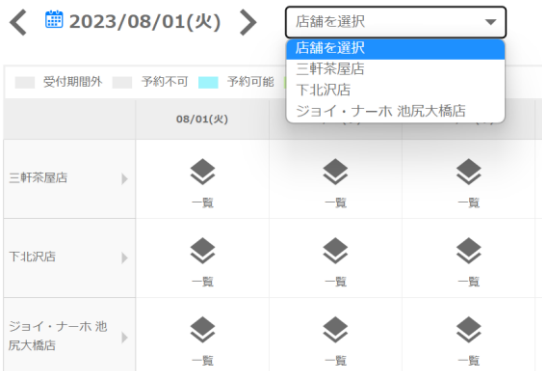 2023/08/01(火)
店舗を選択
店舗を選択
三軒茶屋店
下北沢店
ジョイ・ナーホ 池尻大橋店
受付期間外 予約不可 予約可能
08/01(火)
三軒茶屋店
一覧 一覧 一覧
下北沢店
一覧 一覧 一覧
ジョイ・ナーホ 池
尻大橋店
一覧 一覧 一覧